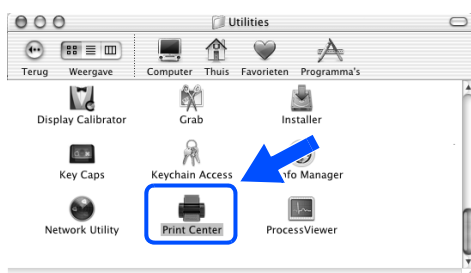 Utilities
Terug Weergave Computer Thuis Favorieten Programma's
Display Calibrator Grab Installer
Key Caps Keychain Access Info Manager
Network Utility Print Center ProcessViewer